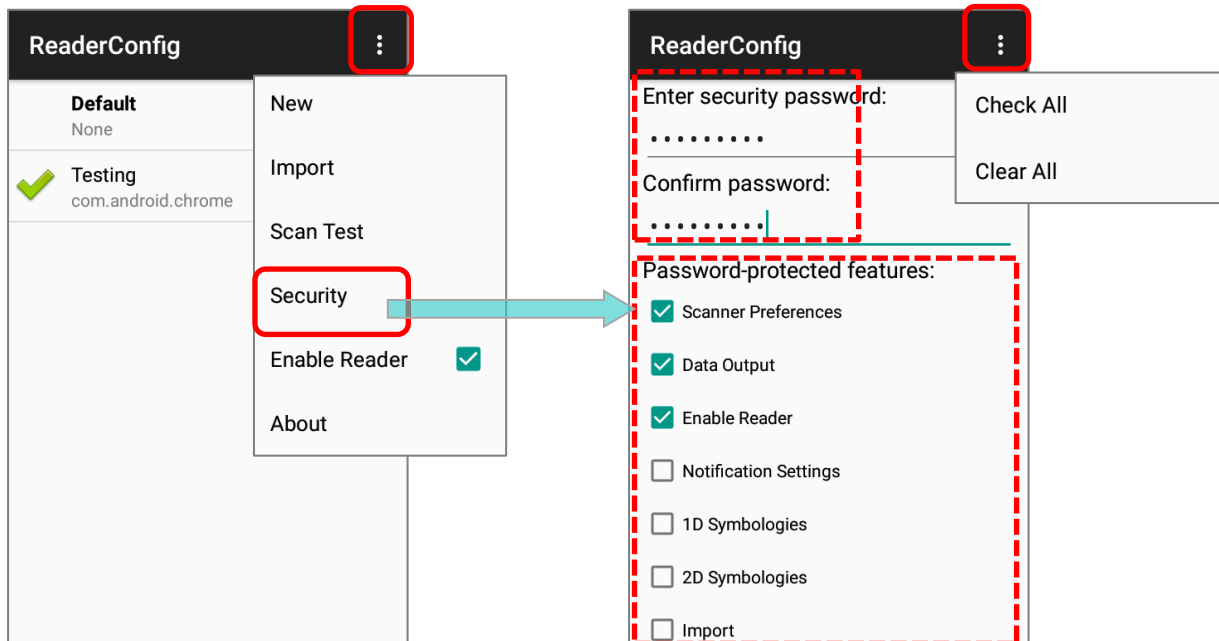 ReaderConfig
Default
None
Testing
com.android.chrome
New
Import
Scan Test
Security
Enable Reader
About
ReaderConfig
Enter security password:
•••••••••
Confirm password:
•••••••••
Check All
Clear All
Password-protected features:
Scanner Preferences
Data Output
Enable Reader
Notification Settings
1D Symbologies
2D Symbologies
Import